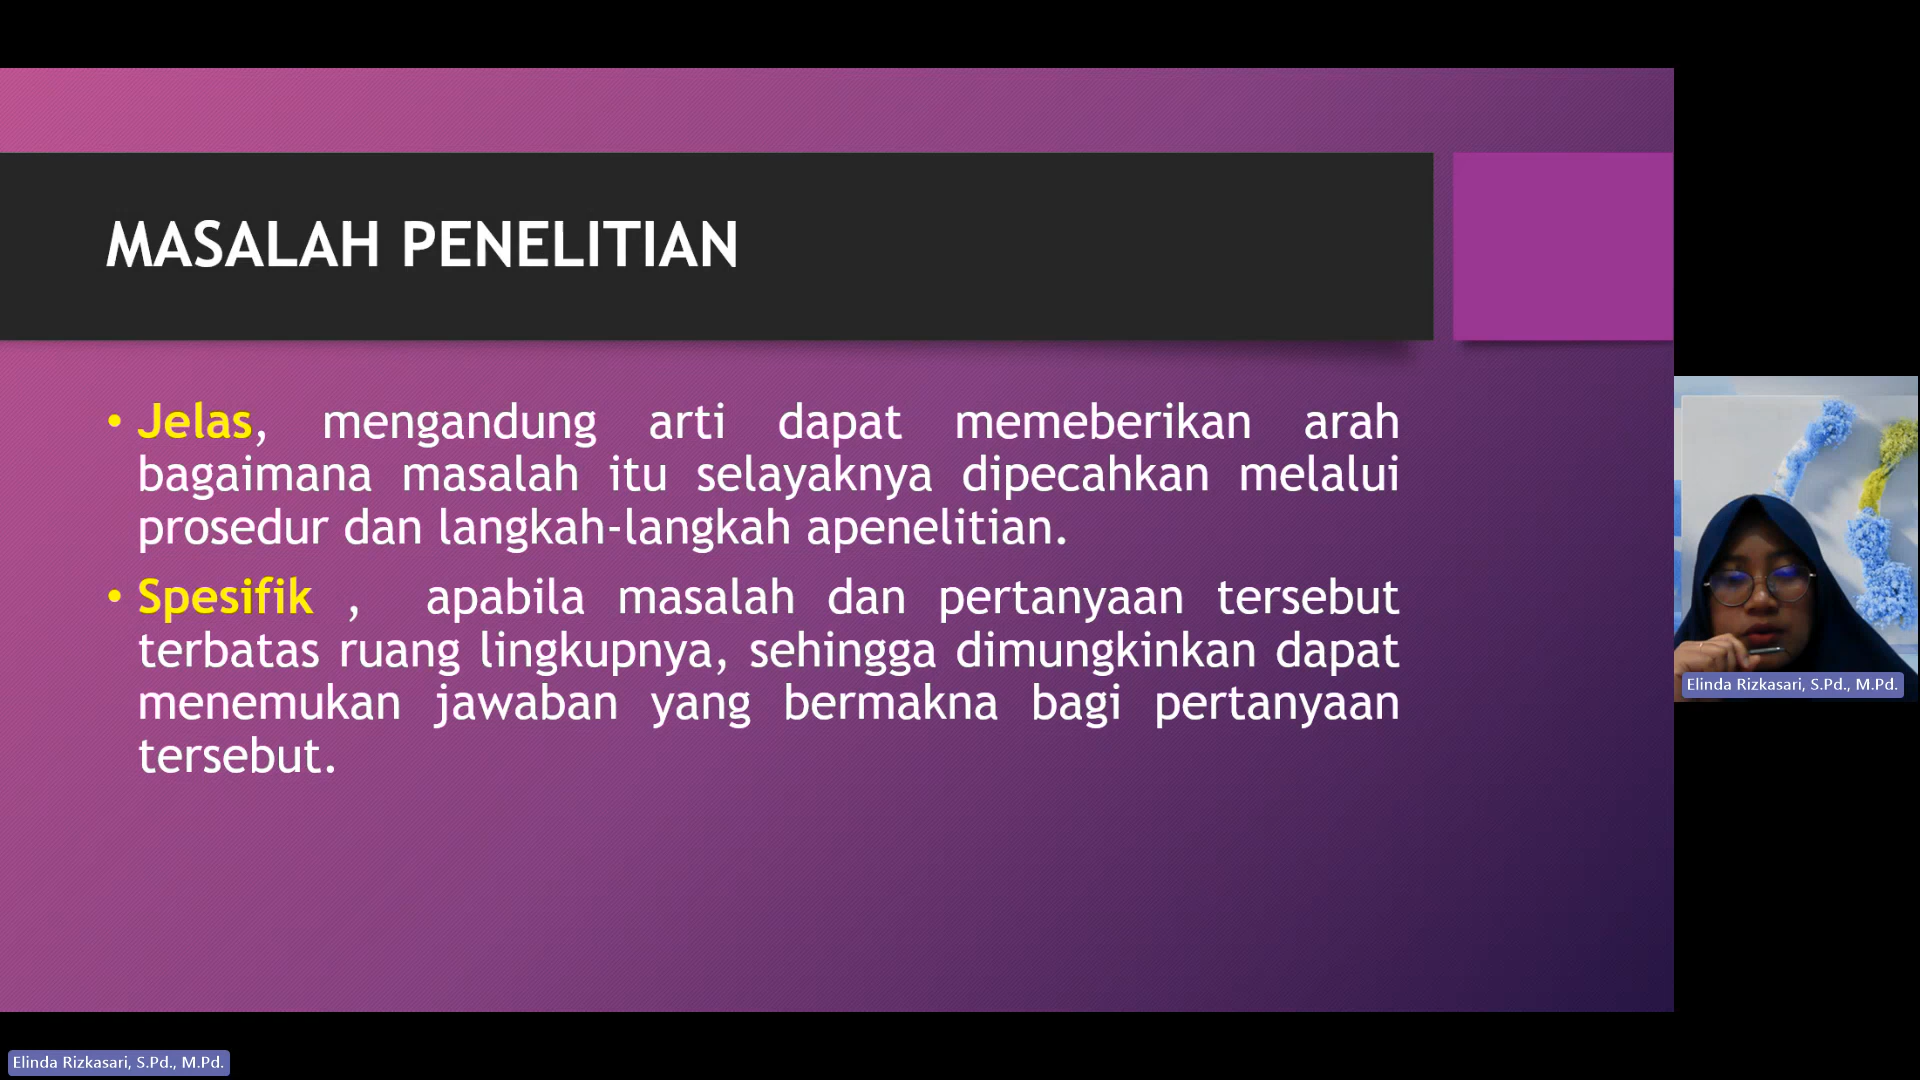 MASALAH PENELITIAN
• Jelas, mengandung arti dapat memeberikan arah
bagaimana masalah itu selayaknya dipecahkan melalui
prosedur dan langkah-langkah apenelitian.
• Spesifik , apabila masalah dan pertanyaan tersebut
terbatas ruang lingkupnya, sehingga dimungkinkan dapat
menemukan jawaban yang bermakna bagi pertanyaan
tersebut.
Elinda Rizkasari, S.Pd., M.Pd.
Elinda Rizkasari, S.Pd., M.Pd.